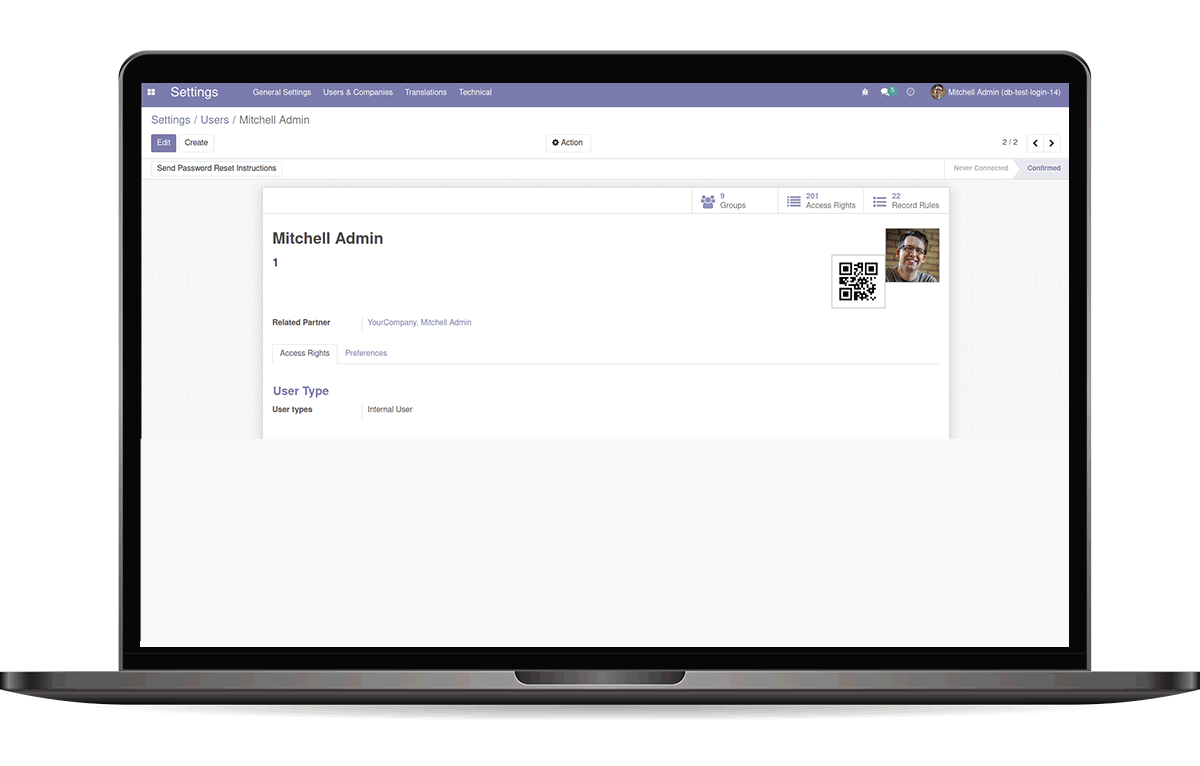 Settings General Settings Users & Companies Translations Technical 5 Mitchell Admin (db-test-login-14)
Settings / Users / Mitchell Admin
Edit Create Action 2 / 2
Send Password Reset Instructions Never Connected Confirmed
9 201 22
Groups Access Rights Record Rules
Mitchell Admin
1
Related Partner YourCompany, Mitchell Admin
Access Rights Preferences
User Type
User types Internal User